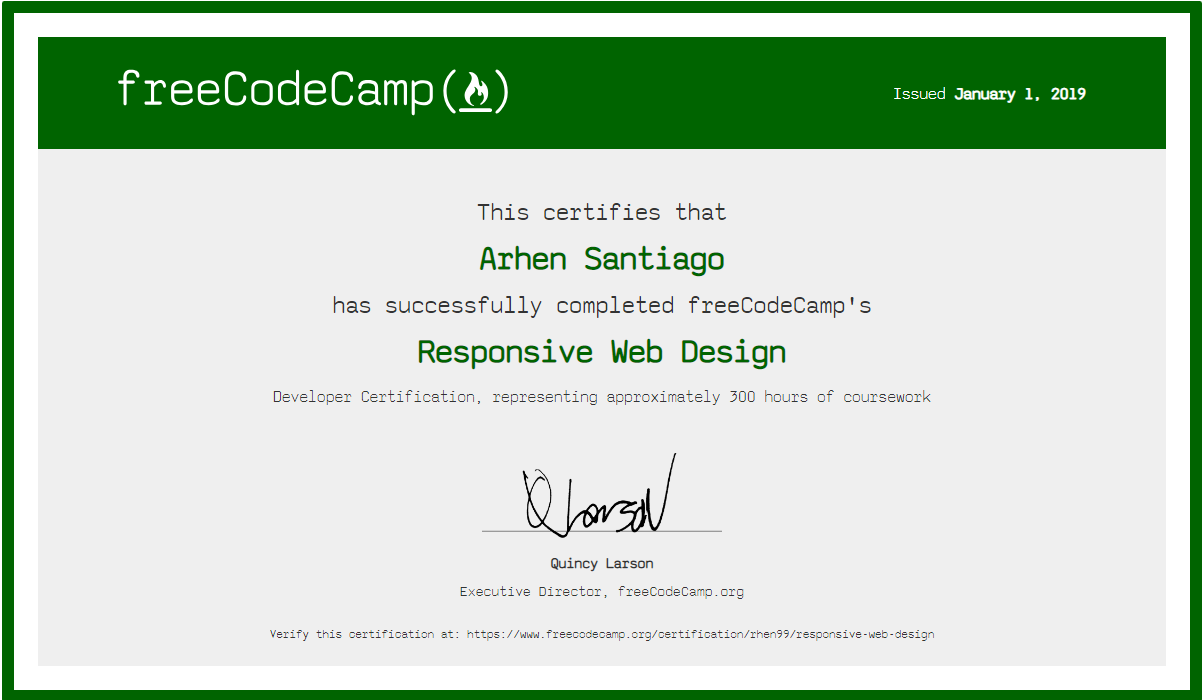 freeCodeCamp(🔥)
Issued January 1, 2019
This certifies that
Arhen Santiago
has successfully completed freeCodeCamp's
Responsive Web Design
Developer Certification, representing approximately 300 hours of coursework
Q Larson
Quincy Larson
Executive Director, freeCodeCamp.org
Verify this certification at: https://www.freecodecamp.org/certification/rhen99/responsive-web-design